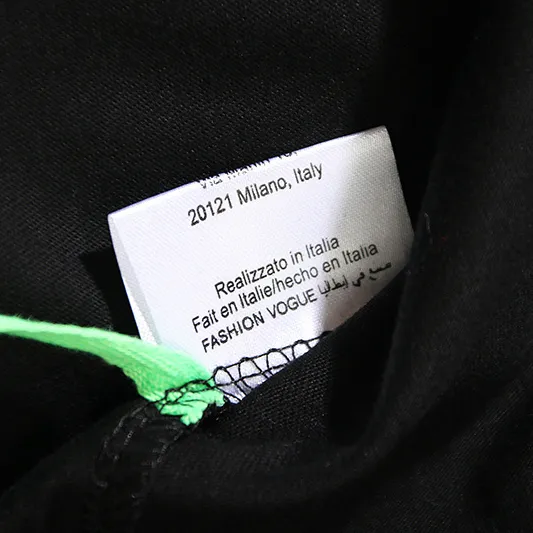 20121 Milano, Italy
Realizzato in Italia
Fait en Italie/hecho en Italia
FASHION VOGUE صنع في إيطاليا